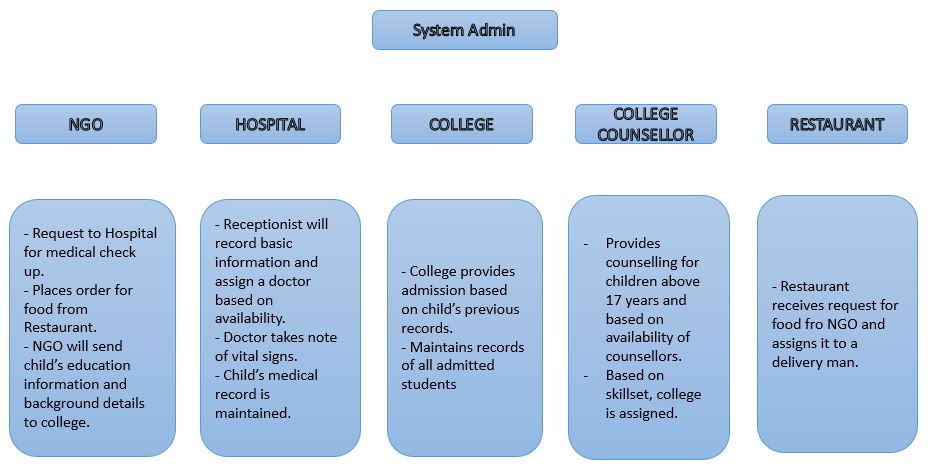 System Admin
NGO
HOSPITAL
COLLEGE
COLLEGE
COUNSELLOR
RESTAURANT
- Request to Hospital
for medical check
up.
- Places order for
food from
Restaurant.
- NGO will send
child's education
information and
background details
to college.
- Receptionist will
record basic
information and
assign a doctor
based on
availability.
- Doctor takes note
of vital signs.
- Child's medical
record is
maintained.
- College provides
admission based
on child's previous
records.
- Maintains records
of all admitted
students
- Provides
counselling for
children above
17 years and
based on
availability of
counsellors.
- Based on
skillset, college
is assigned.
- Restaurant
receives request for
food fro NGO and
assigns it to a
delivery man.